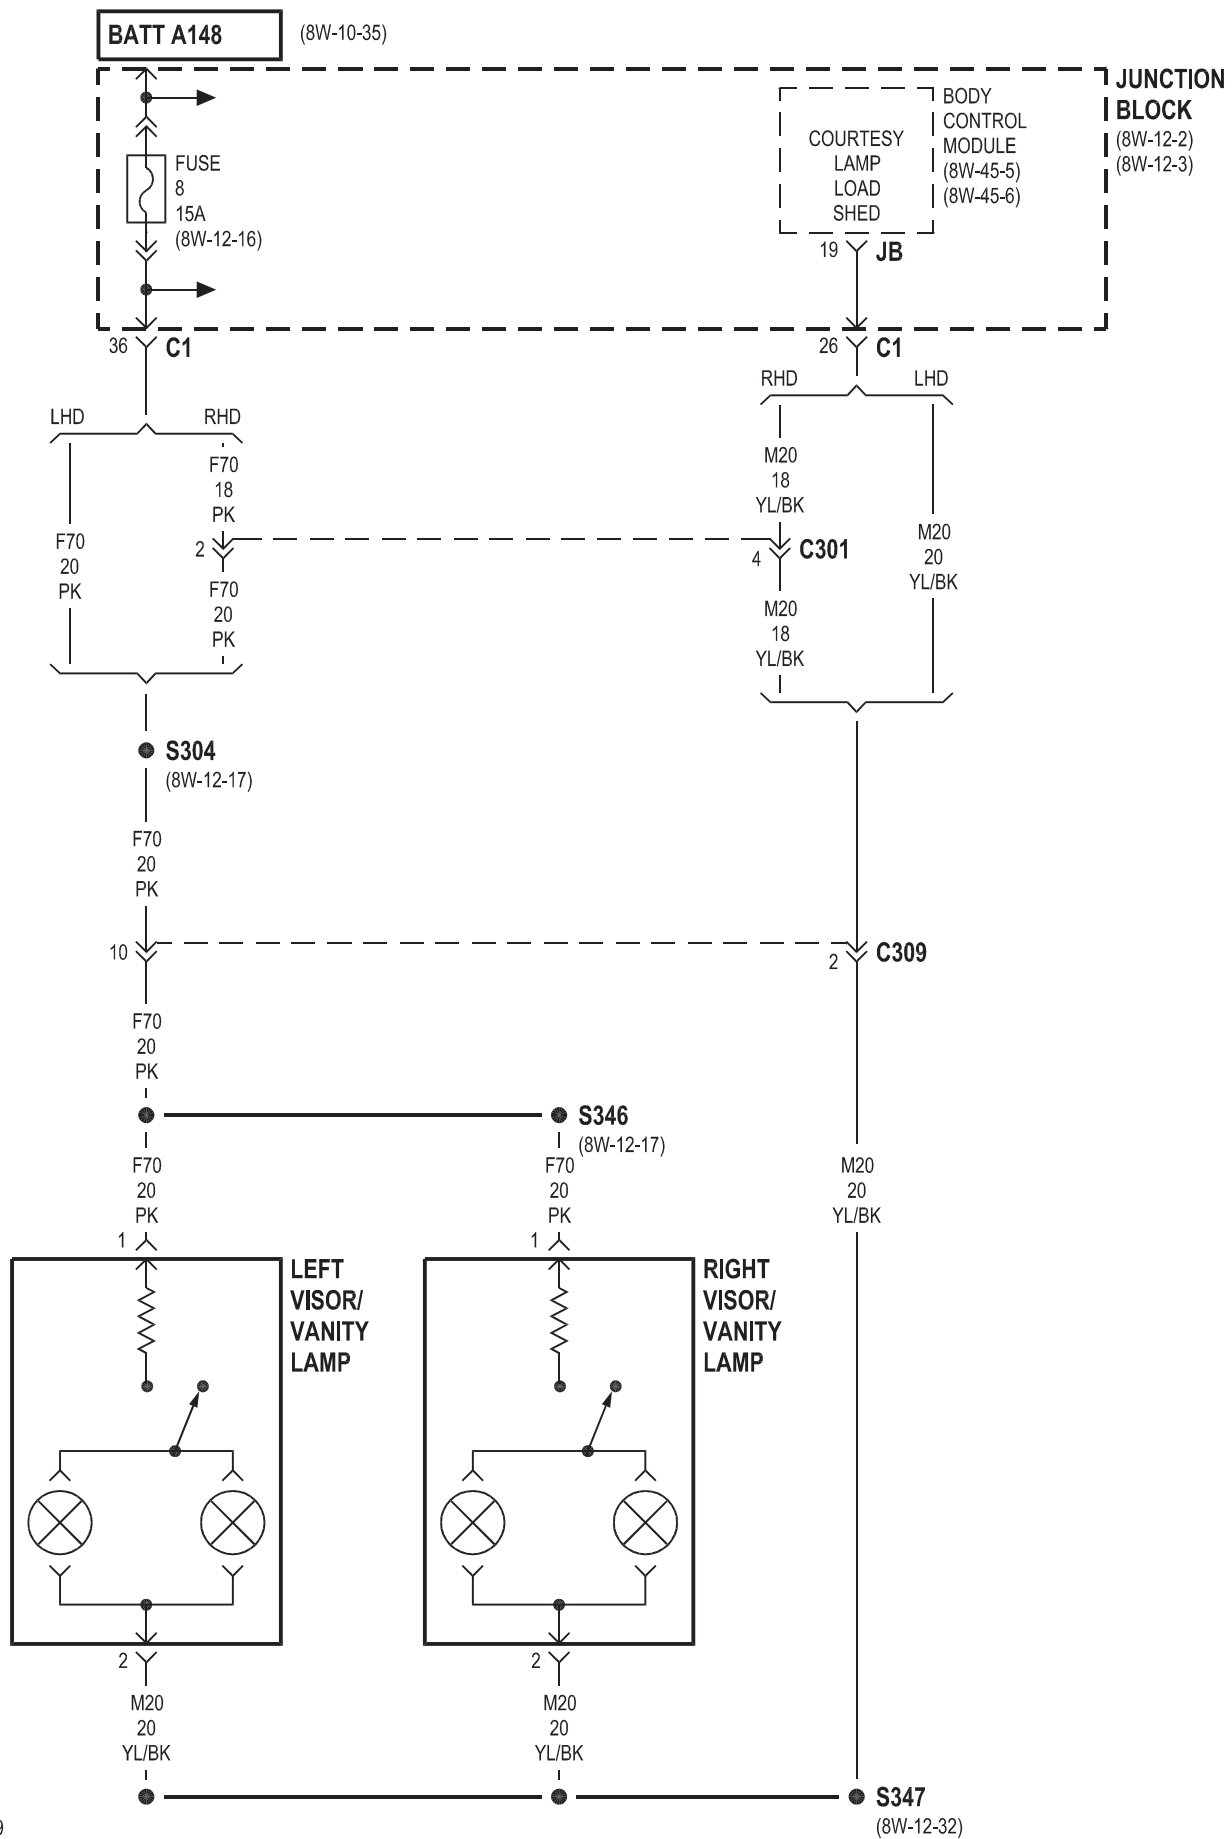 BATT A148
(8W-10-35)
JUNCTION
BLOCK
(8W-12-2)
(8W-12-3)
BODY
CONTROL
MODULE
(8W-45-5)
(8W-45-6)
COURTESY
LAMP
LOAD
SHED
19
JB
FUSE
8
15A
(8W-12-16)
36
C1
26
C1
LHD
RHD
RHD
LHD
F70
18
PK
2
F70
20
PK
F70
20
PK
M20
18
YL/BK
4
C301
M20
18
YL/BK
M20
20
YL/BK
S304
(8W-12-17)
F70
20
PK
10
2
C309
F70
20
PK
S346
(8W-12-17)
F70
20
PK
1
F70
20
PK
1
M20
20
YL/BK
LEFT
VISOR/
VANITY
LAMP
RIGHT
VISOR/
VANITY
LAMP
2
M20
20
YL/BK
2
M20
20
YL/BK
S347
(8W-12-32)
9